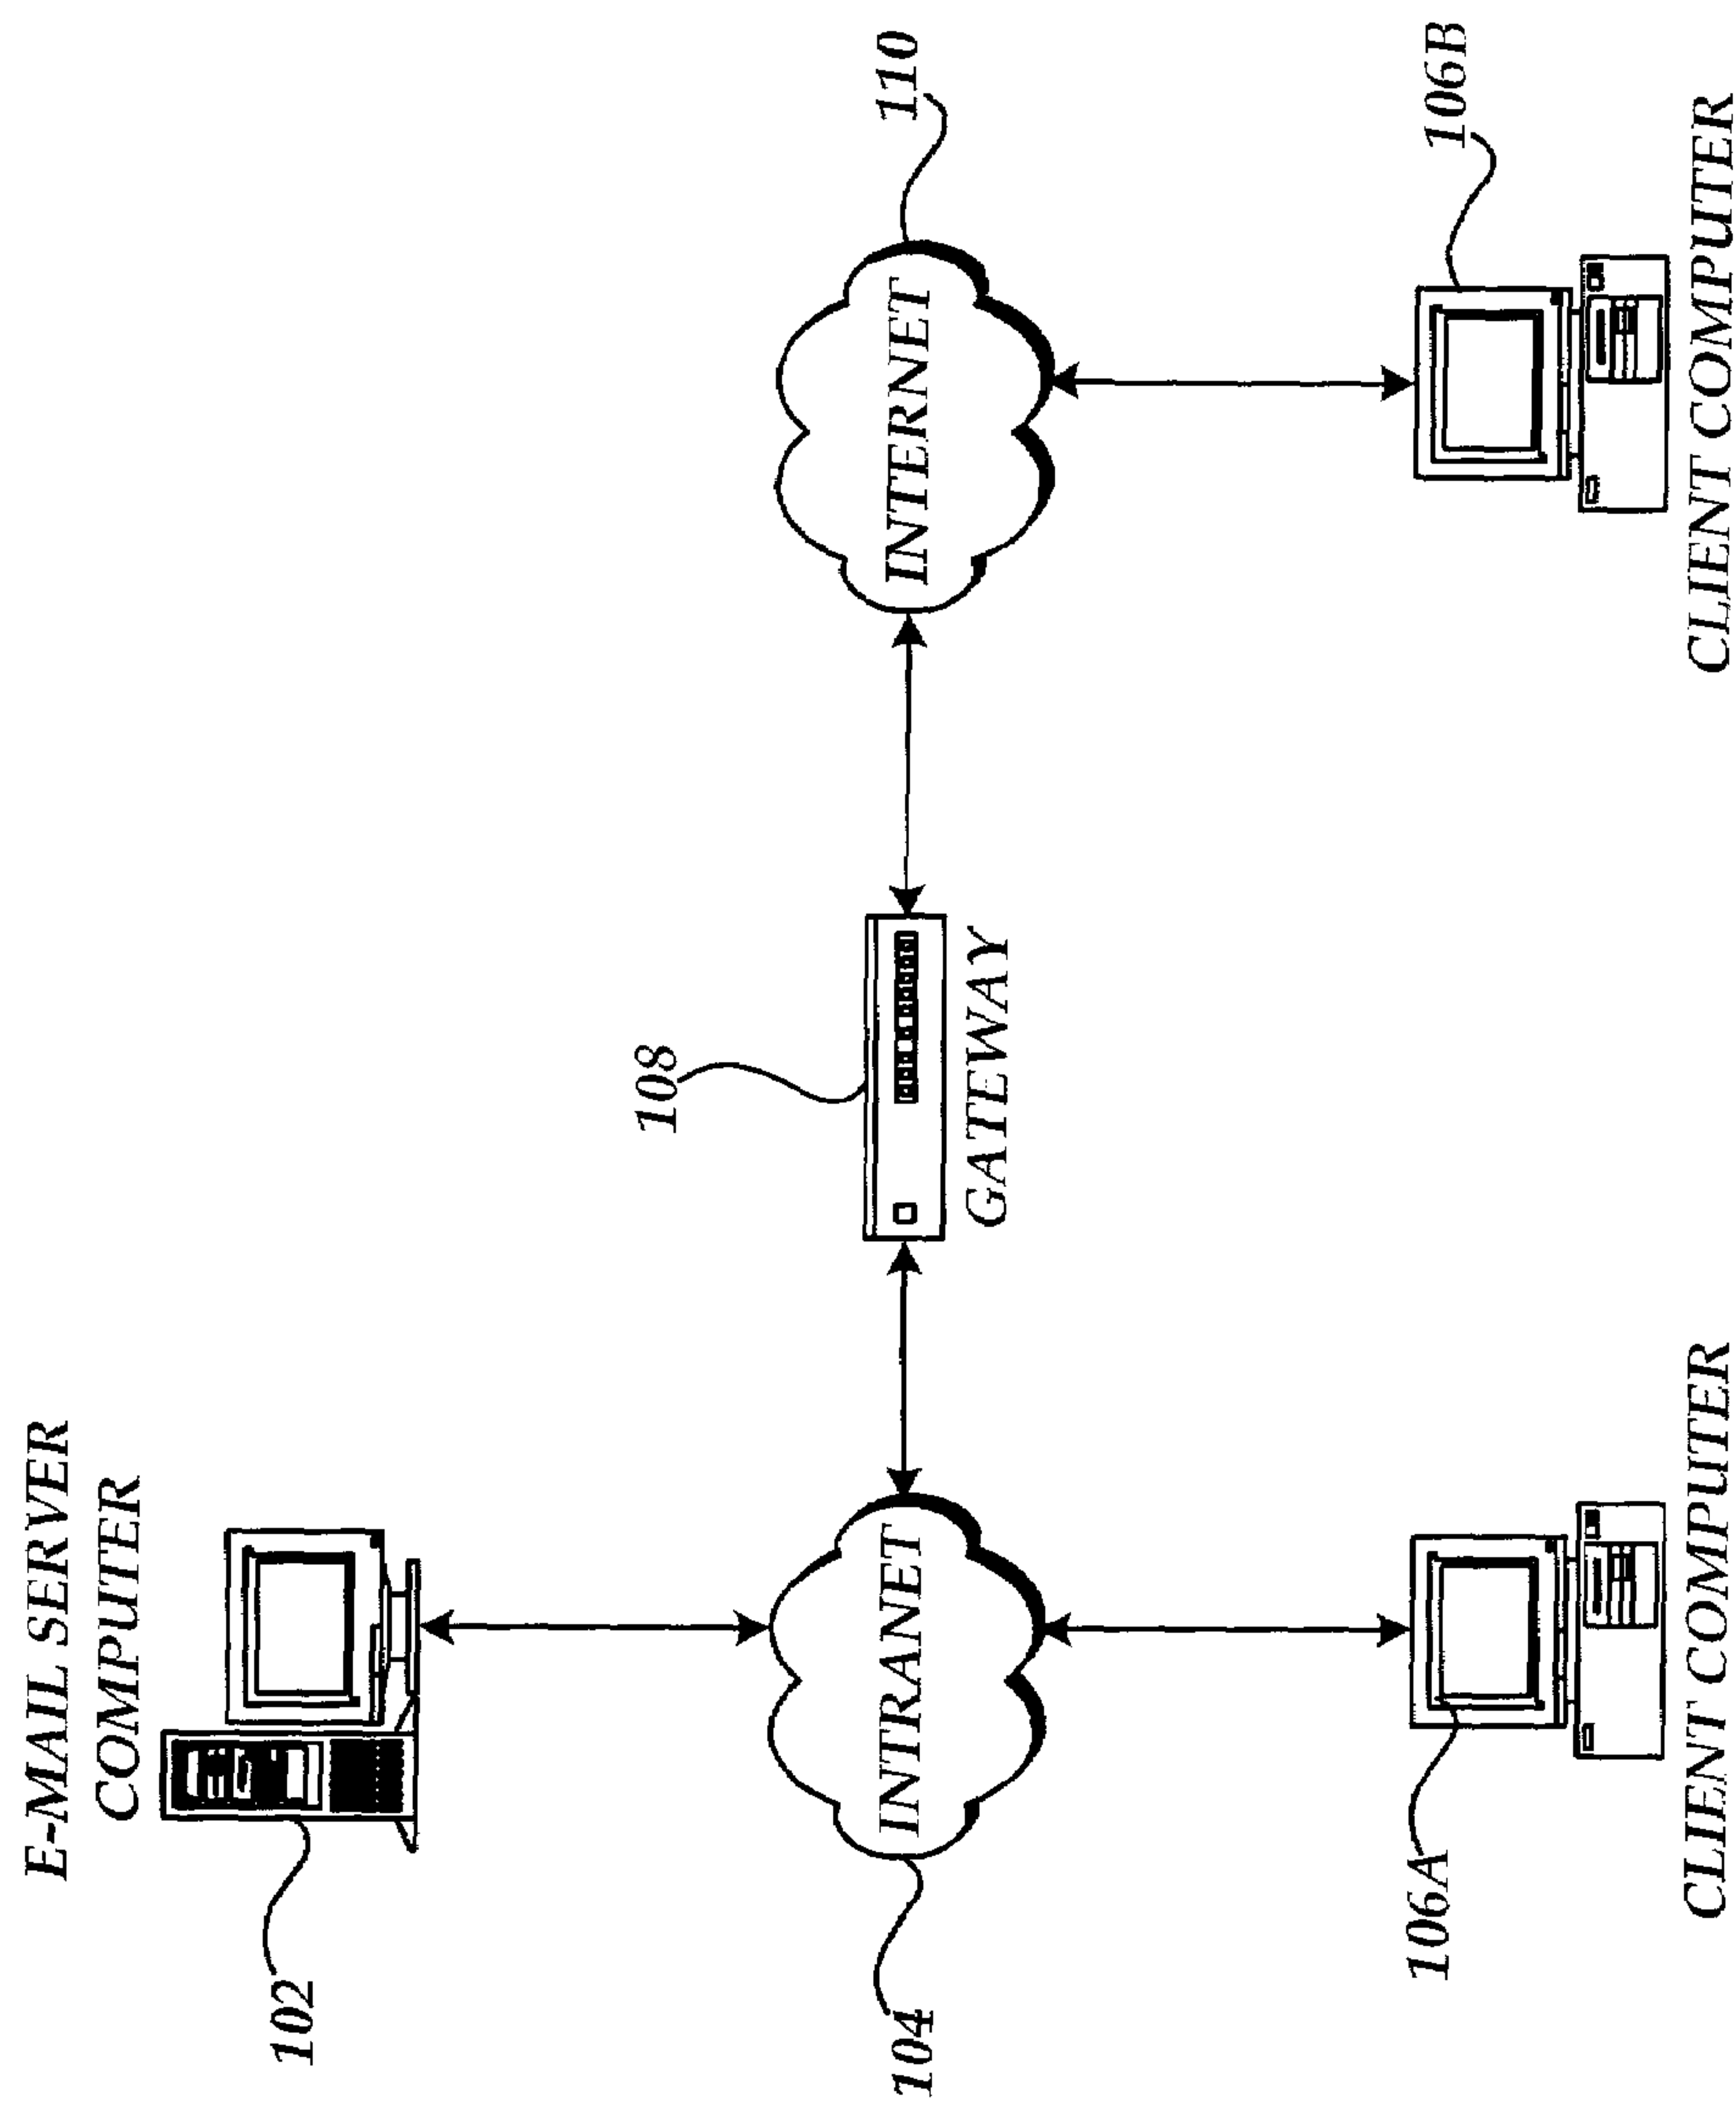 E-MAIL SERVER
COMPUTER
102
104
INTRANET
106A
CLIENT COMPUTER
108
GATEWAY
110
INTERNET
106B
CLIENT COMPUTER